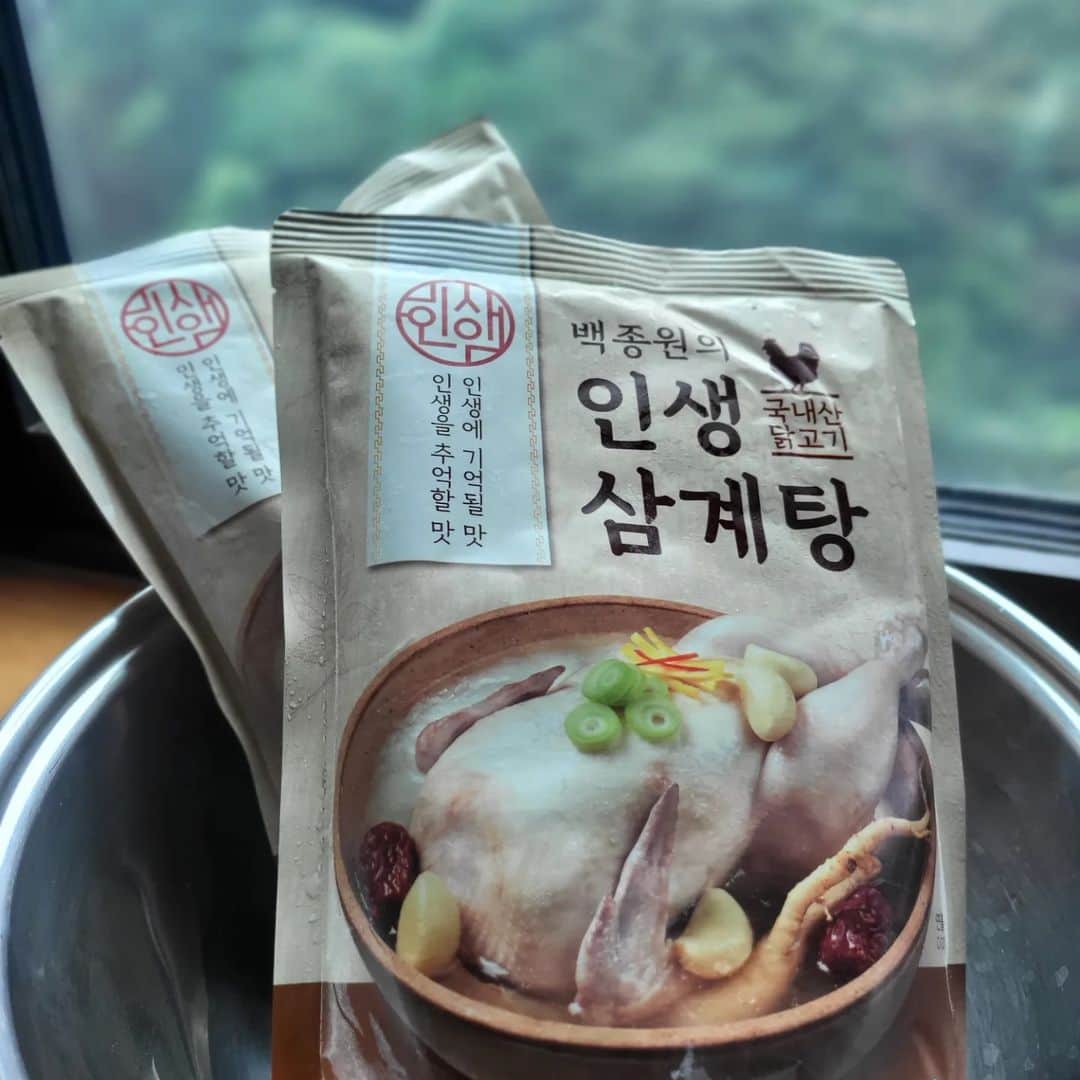 인생
인생에 기억될 맛
인생을 추억할 맛
인생
인생에 기억될 맛
인생을 추억할 맛
백종원의
인생
삼계탕
국내산
닭고기